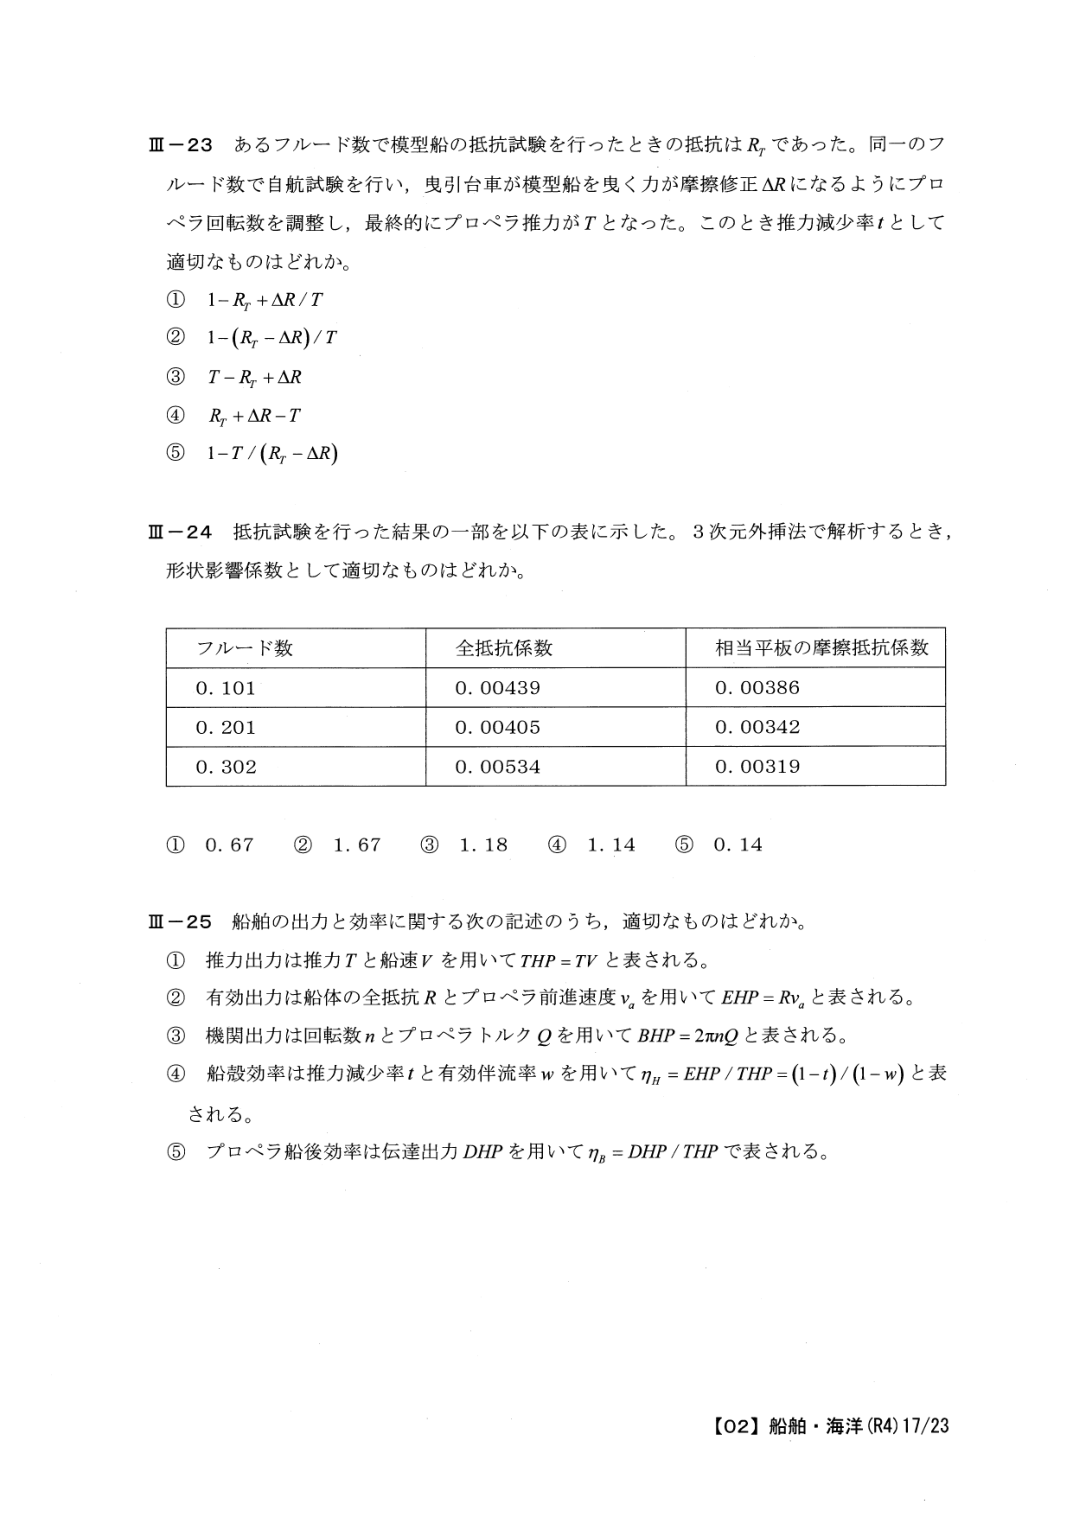 Ⅲ－23　あるフルード数で模型船の抵抗試験を行ったときの抵抗は R_T であった。同一のフ
ルード数で自航試験を行い，曳引台車が模型船を曳く力が摩擦修正 ΔR になるようにプロ
ペラ回転数を調整し，最終的にプロペラ推力が T となった。このとき推力減少率 t として
適切なものはどれか。
①　1－R_T＋ΔR / T
②　1－(R_T－ΔR) / T
③　T－R_T＋ΔR
④　R_T＋ΔR－T
⑤　1－T / (R_T－ΔR)
Ⅲ－24　抵抗試験を行った結果の一部を以下の表に示した。３次元外挿法で解析するとき，
形状影響係数として適切なものはどれか。
フルード数　全抵抗係数　相当平板の摩擦抵抗係数
0. 101　0. 00439　0. 00386
0. 201　0. 00405　0. 00342
0. 302　0. 00534　0. 00319
①　0. 67　②　1. 67　③　1. 18　④　1. 14　⑤　0. 14
Ⅲ－25　船舶の出力と効率に関する次の記述のうち，適切なものはどれか。
①　推力出力は推力 T と船速 V を用いて THP = TV と表される。
②　有効出力は船体の全抵抗 R とプロペラ前進速度 v_a を用いて EHP = Rv_a と表される。
③　機関出力は回転数 n とプロペラトルク Q を用いて BHP = 2πnQ と表される。
④　船殻効率は推力減少率 t と有効伴流率 w を用いて η_H = EHP / THP = (1－t) / (1－w) と表
される。
⑤　プロペラ船後効率は伝達出力 DHP を用いて η_B = DHP / THP で表される。
【02】船舶・海洋(R4)17/23